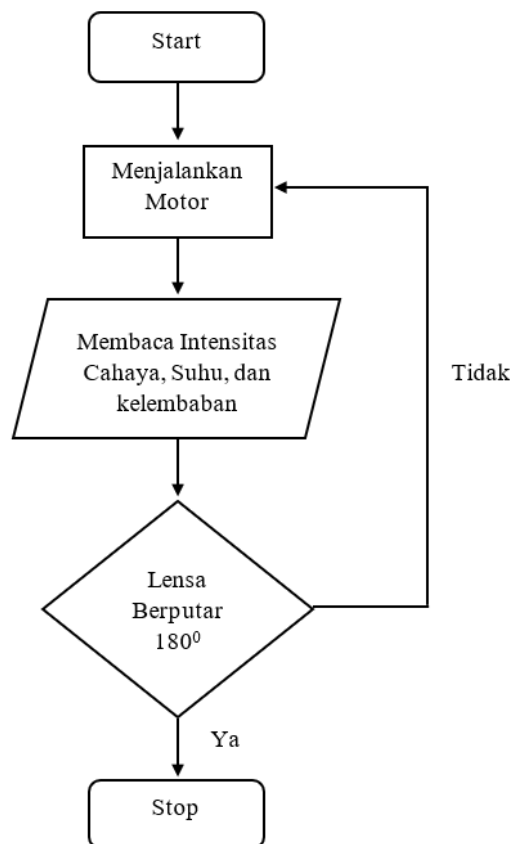 Start
Menjalankan
Motor
Membaca Intensitas
Cahaya, Suhu, dan
kelembaban
Tidak
Lensa
Berputar
180⁰
Ya
Stop